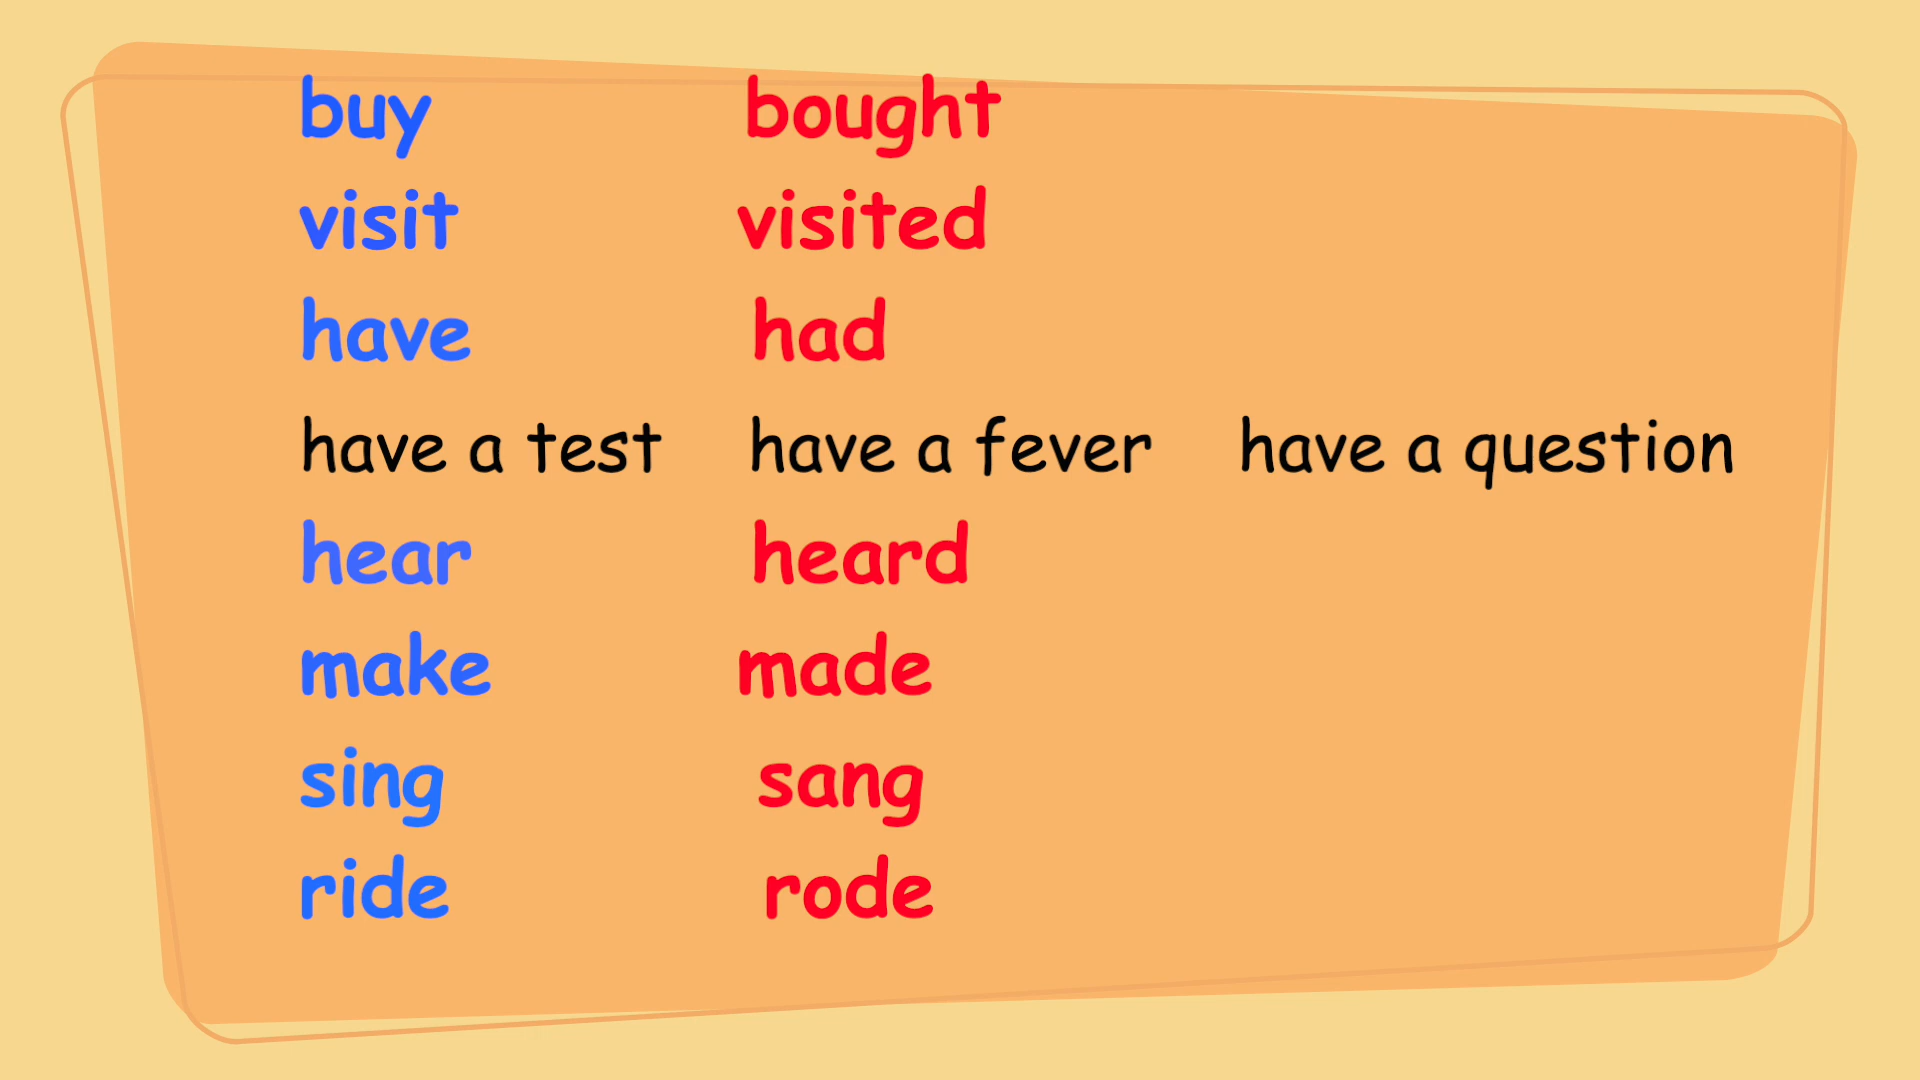 buy bought
visit visited
have had
have a test have a fever have a question
hear heard
make made
sing sang
ride rode